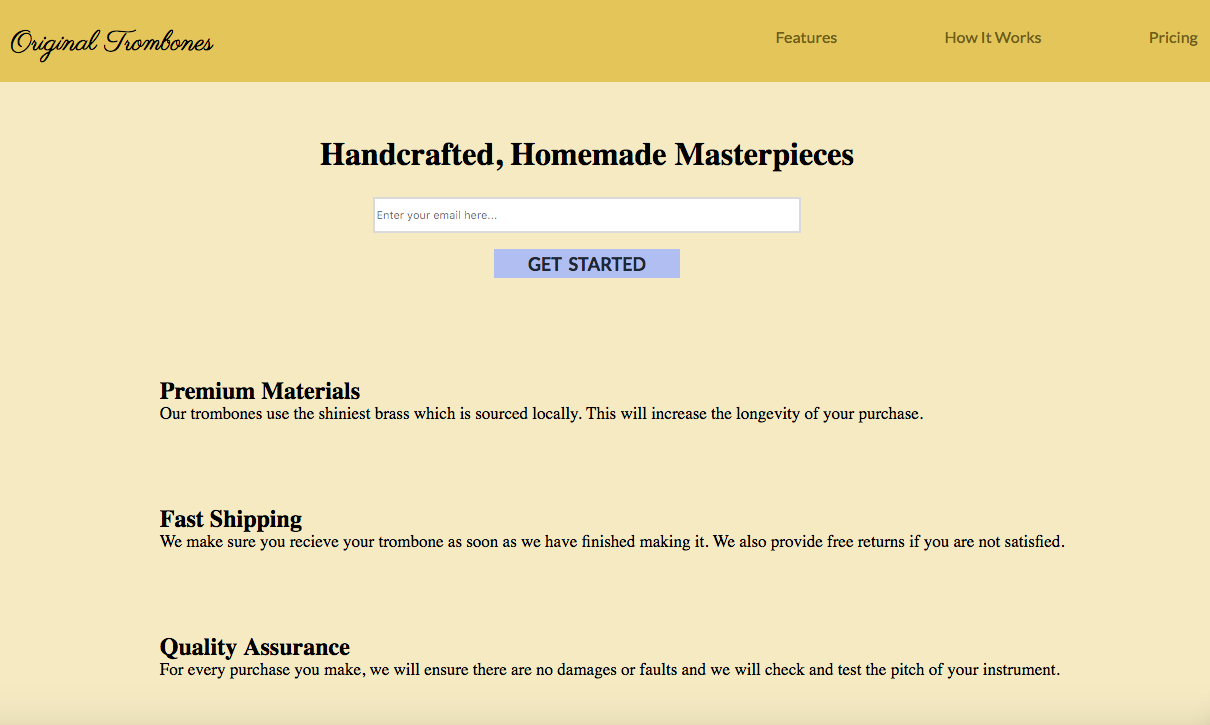 Original Trombones
Features
How It Works
Pricing
Handcrafted, Homemade Masterpieces
Enter your email here...
GET STARTED
Premium Materials
Our trombones use the shiniest brass which is sourced locally. This will increase the longevity of your purchase.
Fast Shipping
We make sure you recieve your trombone as soon as we have finished making it. We also provide free returns if you are not satisfied.
Quality Assurance
For every purchase you make, we will ensure there are no damages or faults and we will check and test the pitch of your instrument.